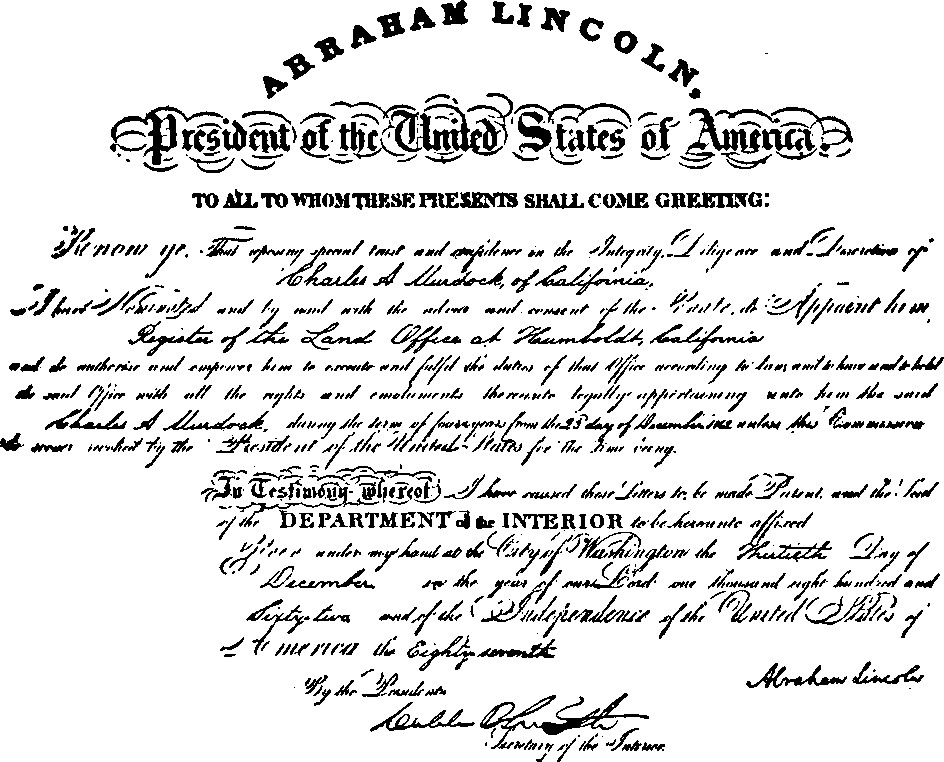 ABRAHAM LINCOLN,
President of the United States of America.
TO ALL TO WHOM THESE PRESENTS SHALL COME GREETING:
Know ye. That reposing special trust and confidence in the Integrity, Diligence and Discretion of
Charles A Murdock, of California,
I have Nominated and by and with the advice and consent of the Senate, do Appoint him
Register of the Land Office at Humboldt, California
and do authorise and empower him to execute and fulfil the duties of that Office according to law and to have and to hold
the said Office with all the rights and emoluments thereunto legally appertaining unto him the said
Charles A Murdock, during the term of four years from the 23 day of December 1862 unless this Commission
be sooner revoked by the President of the United States for the time being.
In Testimony whereof I have caused these Letters to be made Patent, and the Seal
of the DEPARTMENT of the INTERIOR to be hereunto affixed
Given under my hand at the City of Washington the Thirtieth Day of
December in the year of our Lord one thousand eight hundred and
Sixty-two and of the Independence of the United States of
America the Eighty-seventh
By the President
Abraham Lincoln
Caleb B Smith
Secretary of the Interior